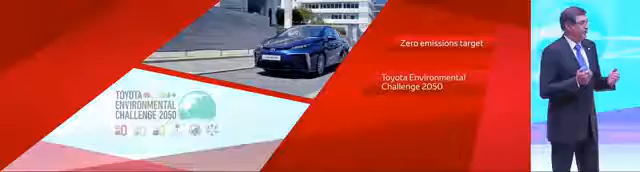 Zero emissions target
Toyota Environmental
Challenge 2050
TOYOTA
ENVIRONMENTAL
CHALLENGE 2050